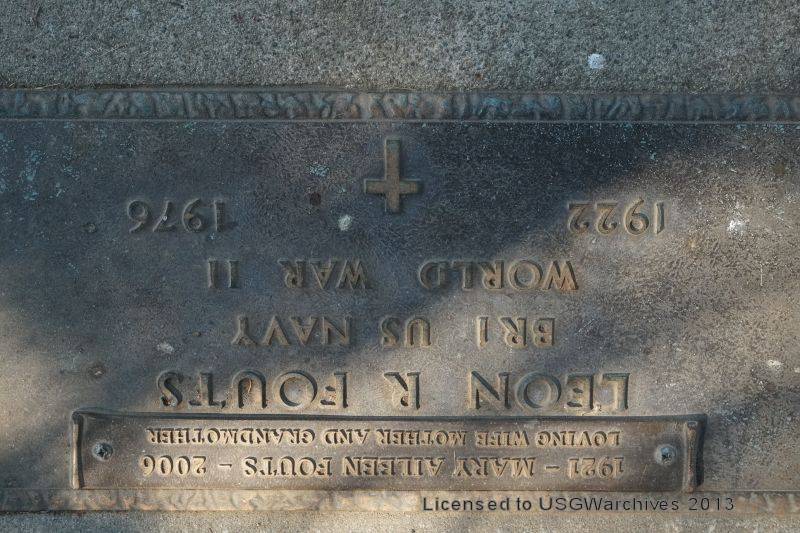 1921 - MARY AILEEN FOUTS - 2006
LOVING WIFE MOTHER AND GRANDMOTHER
LEON R FOUTS
BR1 US NAVY
WORLD WAR II
1922 1976
Licensed to USGWarchives 2013